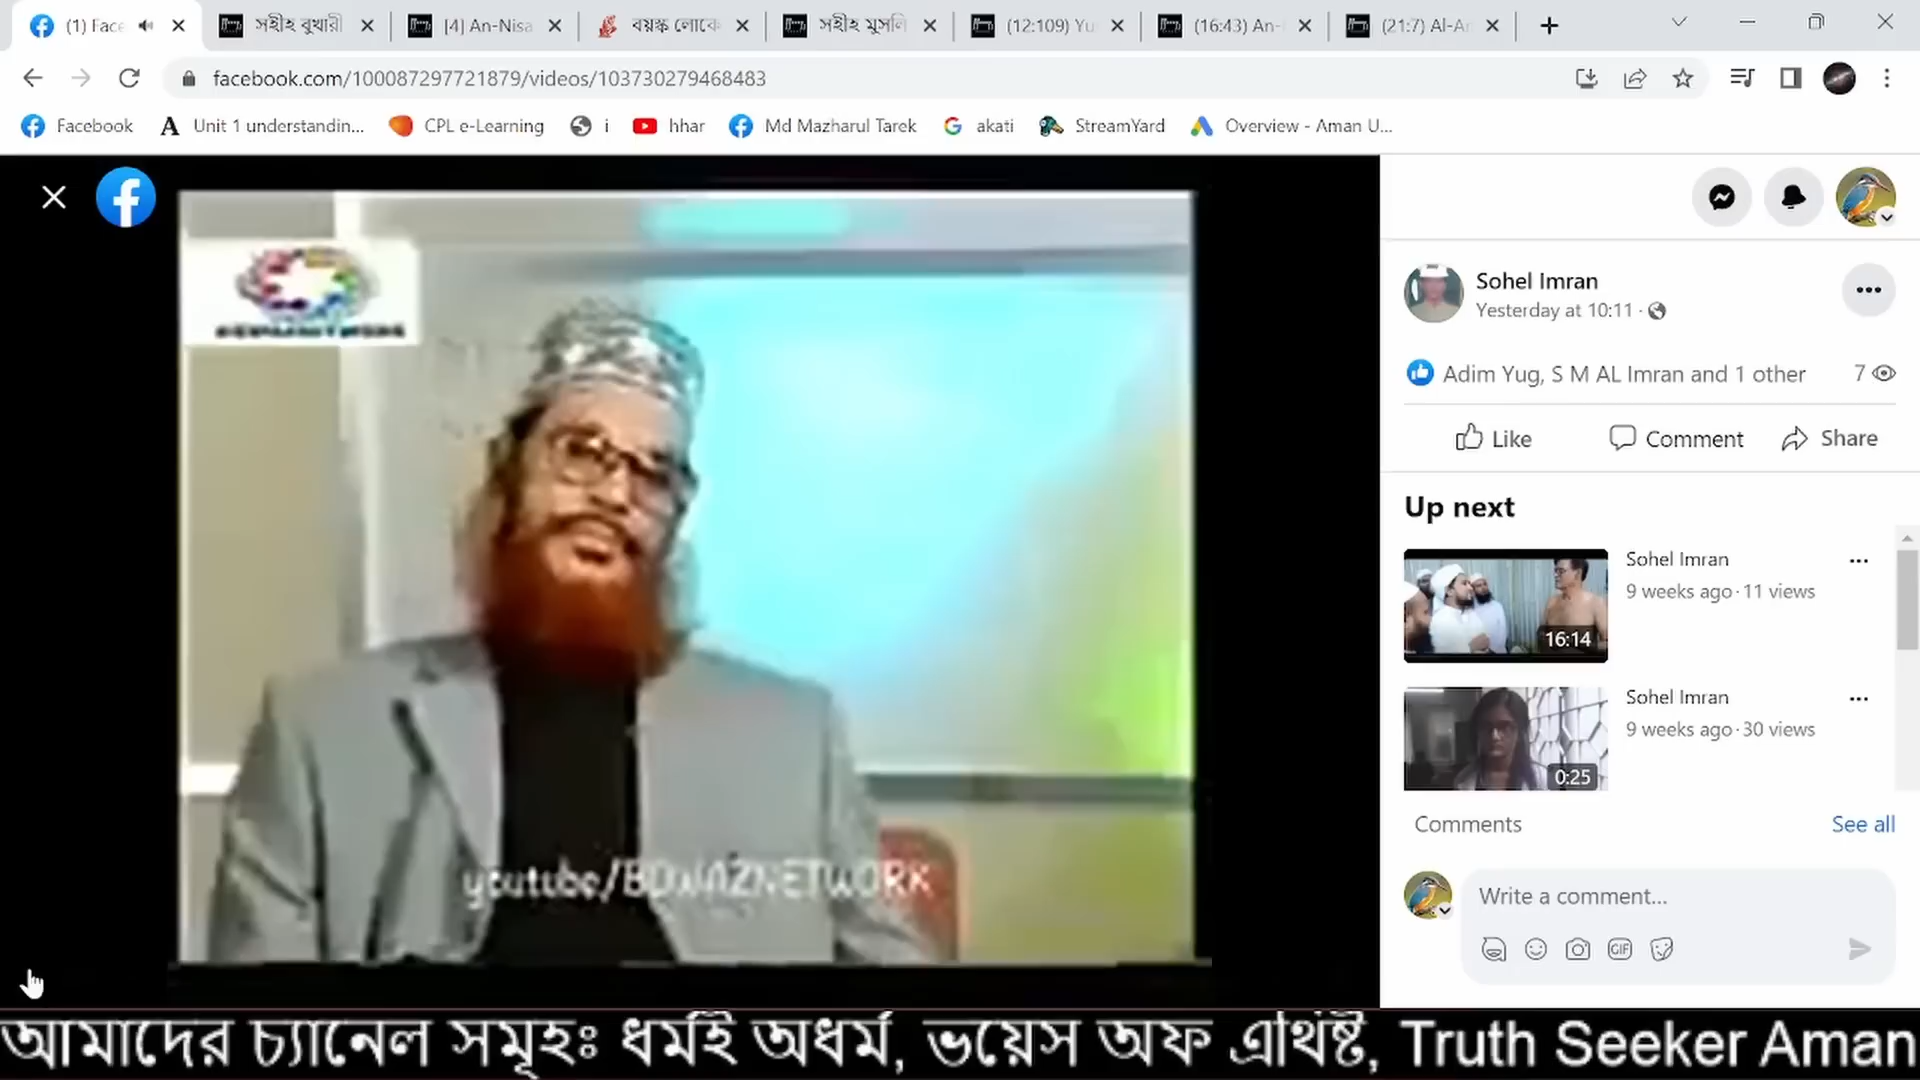 (1) Face
সহীহ বুখারী
|4) An-Nisa
বয়স্ক লোকে
সহীহ মুসলি
(12:109) Yu
(16:43) An-
(21:7) Al-An
facebook.com/100087297721879/videos/103730279468483
Facebook
Unit 1 understandin...
CPL e-Learning
i
hhar
Md Mazharul Tarek
akati
StreamYard
Overview - Aman U...
Sohel Imran
Yesterday at 10:11
Adim Yug, S M AL Imran and 1 other
7
Like
Comment
Share
Up next
Sohel Imran
9 weeks ago · 11 views
16:14
Sohel Imran
9 weeks ago · 30 views
0:25
Comments
See all
Write a comment...
GIF
youtube/BDWAZNETWORK
আমাদের চ্যানেল সমূহঃ ধর্মই অধর্ম, ভয়েস অফ এথিষ্ট, Truth Seeker Aman